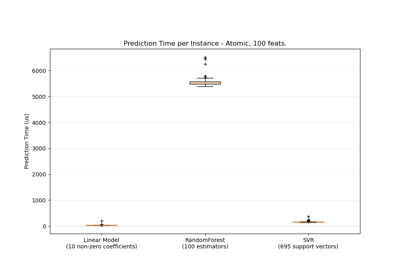 Prediction Time per Instance - Atomic, 100 feats.
Prediction Time (us)
6000
5000
4000
3000
2000
1000
0
Linear Model
(10 non-zero coefficients)
RandomForest
(100 estimators)
SVR
(695 support vectors)